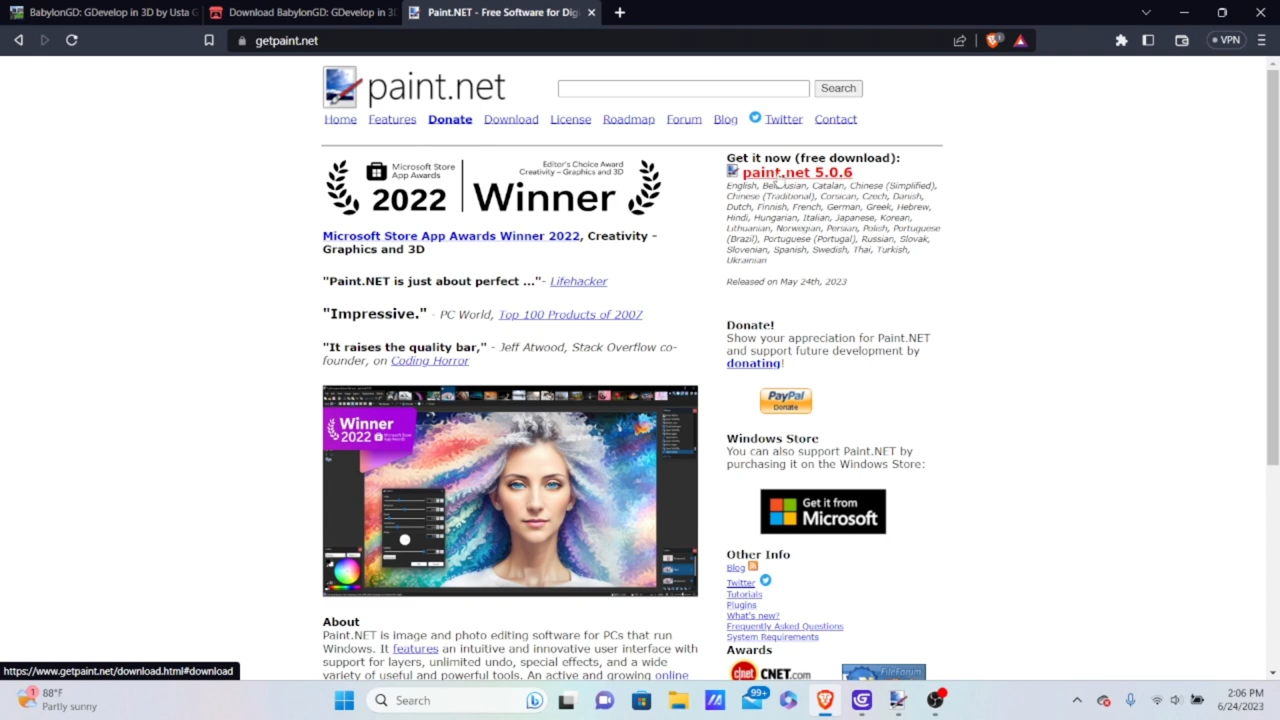 BabylonGD: GDevelop in 3D by Usta G
Download BabylonGD: GDevelop in 3D
Paint.NET - Free Software for Dig
getpaint.net
1
VPN
paint.net
Search
Home Features Donate Download License Roadmap Forum Blog Twitter Contact
Microsoft Store
App Awards
2022
Editor's Choice Award
Creativity – Graphics and 3D
Winner
Microsoft Store App Awards Winner 2022, Creativity -
Graphics and 3D
"Paint.NET is just about perfect ..."- Lifehacker
"Impressive." - PC World, Top 100 Products of 2007
"It raises the quality bar," - Jeff Atwood, Stack Overflow co-
founder, on Coding Horror
Winner
2022
About
Paint.NET is image and photo editing software for PCs that run
Windows. It features an intuitive and innovative user interface with
support for layers, unlimited undo, special effects, and a wide
variety of useful and powerful tools. An active and growing online
Get it now (free download):
paint.net 5.0.6
English, Belarusian, Catalan, Chinese (Simplified),
Chinese (Traditional), Corsican, Czech, Danish,
Dutch, Finnish, French, German, Greek, Hebrew,
Hindi, Hungarian, Italian, Japanese, Korean,
Lithuanian, Norwegian, Persian, Polish, Portuguese
(Brazil), Portuguese (Portugal), Russian, Slovak,
Slovenian, Spanish, Swedish, Thai, Turkish,
Ukrainian
Released on May 24th, 2023
Donate!
Show your appreciation for Paint.NET
and support future development by
donating!
PayPal
Donate
Windows Store
You can also support Paint.NET by
purchasing it on the Windows Store:
Get it from
Microsoft
Other Info
Blog
Twitter
Tutorials
Plugins
What's new?
Frequently Asked Questions
System Requirements
Awards
c|net CNET.com
FileForum
https://www.getpaint.net/download.html#download
1
88°F
Partly sunny
Search
99+
2:06 PM
6/24/2023